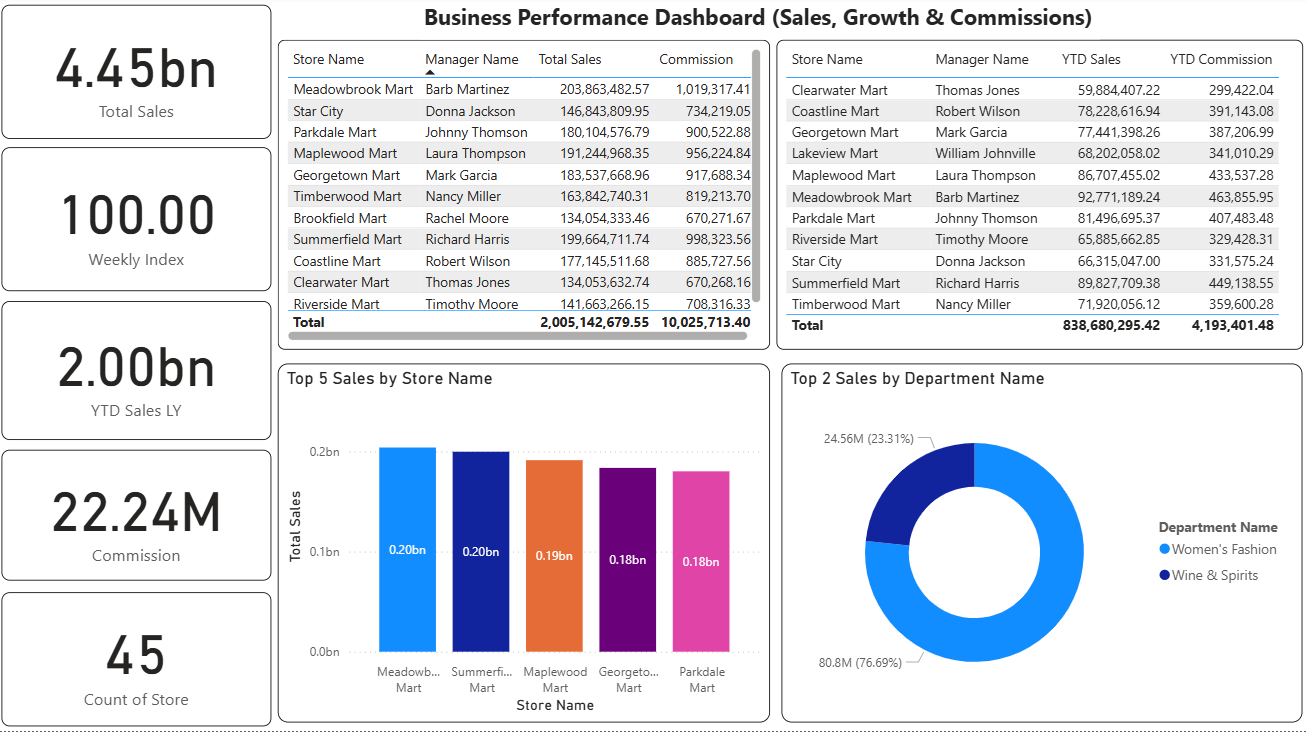 Business Performance Dashboard (Sales, Growth & Commissions)
4.45bn
Total Sales
100.00
Weekly Index
2.00bn
YTD Sales LY
22.24M
Commission
45
Count of Store
Store Name Manager Name Total Sales Commission
Meadowbrook Mart Barb Martinez 203,863,482.57 1,019,317.41
Star City Donna Jackson 146,843,809.95 734,219.05
Parkdale Mart Johnny Thomson 180,104,576.79 900,522.88
Maplewood Mart Laura Thompson 191,244,968.35 956,224.84
Georgetown Mart Mark Garcia 183,537,668.96 917,688.34
Timberwood Mart Nancy Miller 163,842,740.31 819,213.70
Brookfield Mart Rachel Moore 134,054,333.46 670,271.67
Summerfield Mart Richard Harris 199,664,711.74 998,323.56
Coastline Mart Robert Wilson 177,145,511.68 885,727.56
Clearwater Mart Thomas Jones 134,053,632.74 670,268.16
Riverside Mart Timothy Moore 141,663,266.15 708,316.33
Total 2,005,142,679.55 10,025,713.40
Store Name Manager Name YTD Sales YTD Commission
Clearwater Mart Thomas Jones 59,884,407.22 299,422.04
Coastline Mart Robert Wilson 78,228,616.94 391,143.08
Georgetown Mart Mark Garcia 77,441,398.26 387,206.99
Lakeview Mart William Johnville 68,202,058.02 341,010.29
Maplewood Mart Laura Thompson 86,707,455.02 433,537.28
Meadowbrook Mart Barb Martinez 92,771,189.24 463,855.95
Parkdale Mart Johnny Thomson 81,496,695.37 407,483.48
Riverside Mart Timothy Moore 65,885,662.85 329,428.31
Star City Donna Jackson 66,315,047.00 331,575.24
Summerfield Mart Richard Harris 89,827,709.38 449,138.55
Timberwood Mart Nancy Miller 71,920,056.12 359,600.28
Total 838,680,295.42 4,193,401.48
Top 5 Sales by Store Name
Total Sales
0.2bn
0.1bn
0.0bn
0.20bn 0.20bn 0.19bn 0.18bn 0.18bn
Meadowb... Summerfi... Maplewood Georgeto... Parkdale
Mart Mart Mart Mart Mart
Store Name
Top 2 Sales by Department Name
24.56M (23.31%)
80.8M (76.69%)
Department Name
Women's Fashion
Wine & Spirits